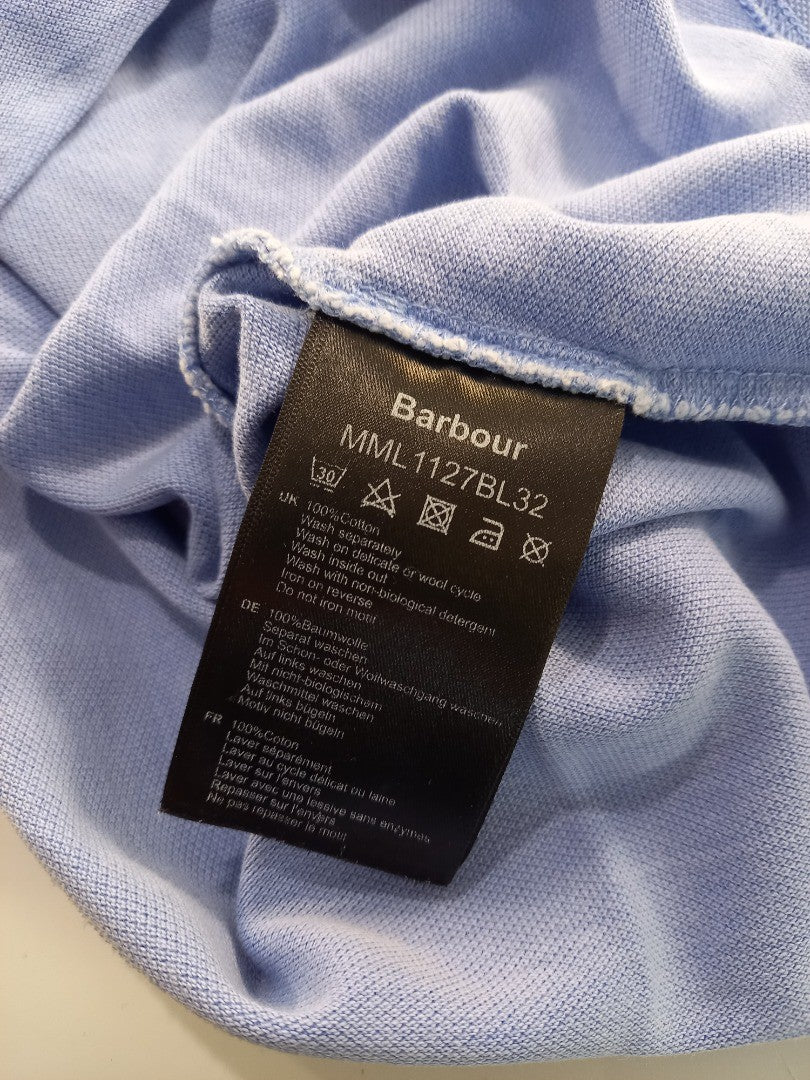 Barbour
MML1127BL32
30
UK 100%Cotton
Wash separately
Wash on delicate or wool cycle
Wash inside out
Wash with non-biological detergent
Iron on reverse
Do not iron motif
DE 100%Baumwolle
Separat waschen
Im Schon- oder Wollwaschgang waschen
Auf links waschen
Mit nicht-biologischem
Waschmittel waschen
Auf links bügeln
Motiv nicht bügeln
FR 100%Coton
Laver séparément
Laver au cycle délicat ou laine
Laver sur l'envers
Laver avec une lessive sans enzymes
Repasser sur l'envers
Ne pas repasser le motif